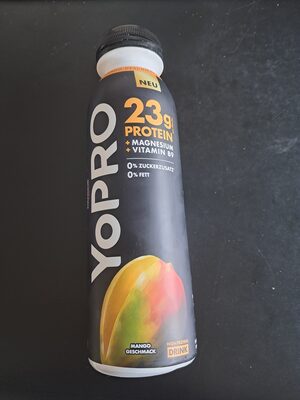 NEU
YoPRO
23g
PROTEIN
+ MAGNESIUM
+ VITAMIN B9
0% ZUCKERZUSATZ
0% FETT
MANGO
GESCHMACK
DRINK